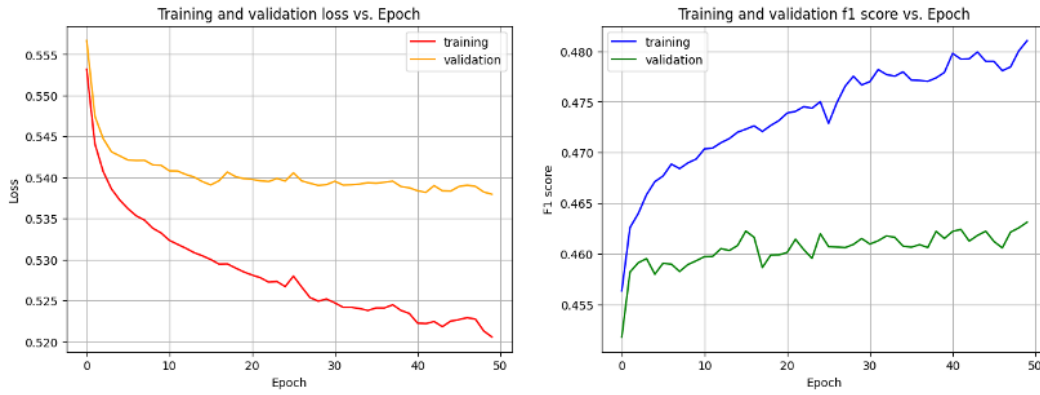 Training and validation loss vs. Epoch
training
validation
0.555
0.550
0.545
0.540
0.535
0.530
0.525
0.520
Loss
0
10
20
30
40
50
Epoch
Training and validation f1 score vs. Epoch
training
validation
0.480
0.475
0.470
0.465
0.460
0.455
F1 score
0
10
20
30
40
50
Epoch